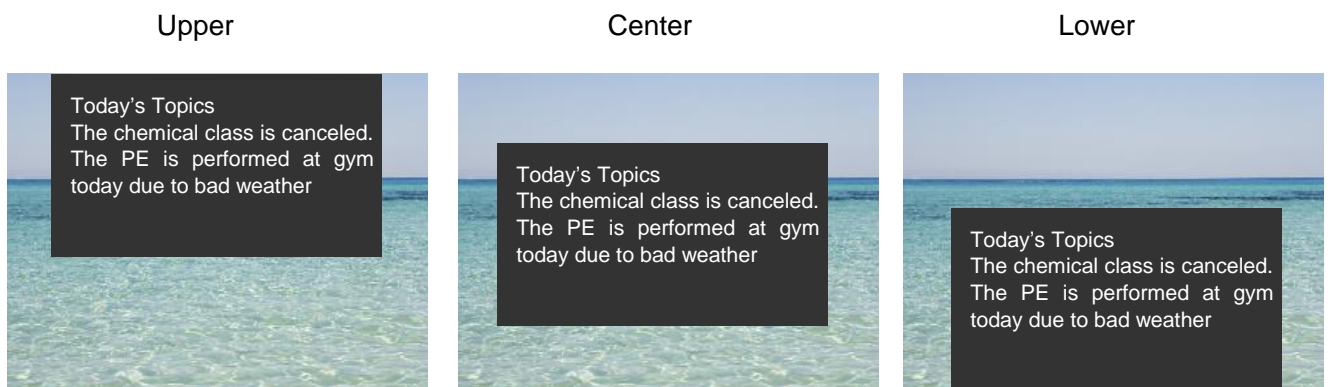 Upper
Center
Lower
Today's Topics
The chemical class is canceled.
The PE is performed at gym
today due to bad weather
Today's Topics
The chemical class is canceled.
The PE is performed at gym
today due to bad weather
Today's Topics
The chemical class is canceled.
The PE is performed at gym
today due to bad weather